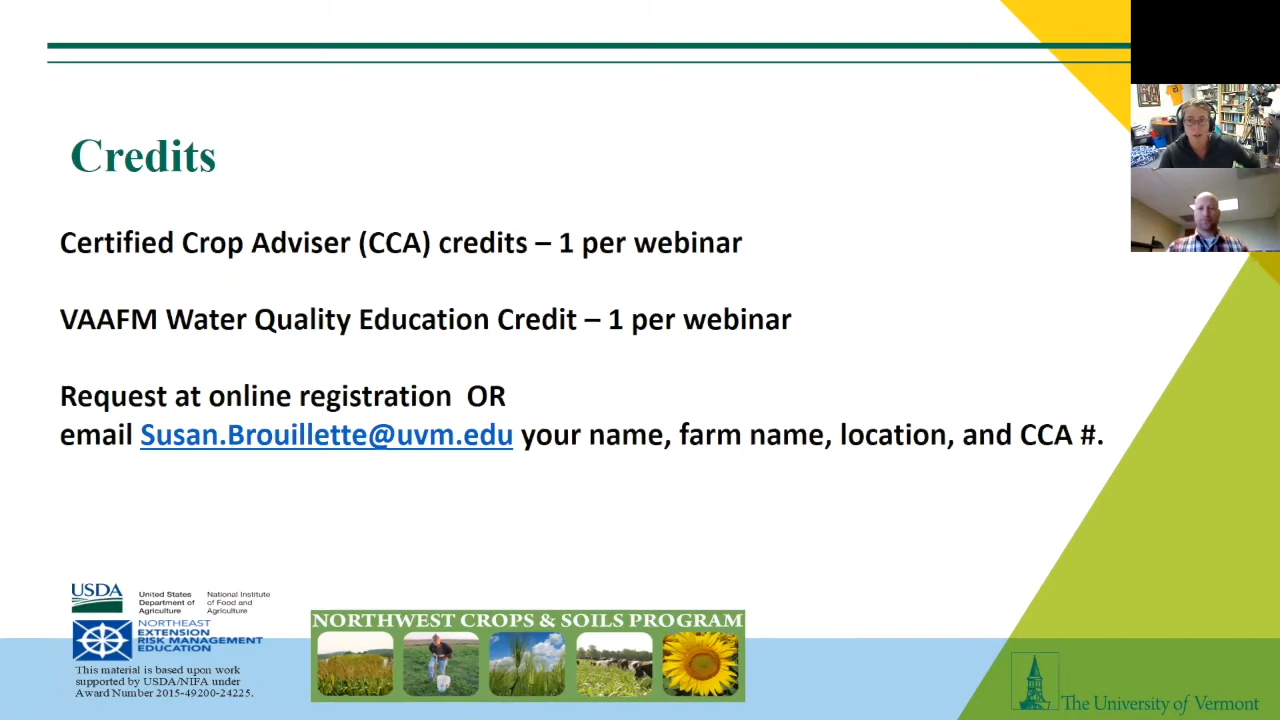 Credits
Certified Crop Adviser (CCA) credits – 1 per webinar
VAAFM Water Quality Education Credit – 1 per webinar
Request at online registration  OR
email Susan.Brouillette@uvm.edu your name, farm name, location, and CCA #.
USDA
United States
Department of
Agriculture
National Institute
of Food and
Agriculture
NORTHEAST
EXTENSION
RISK MANAGEMENT
EDUCATION
This material is based upon work
supported by USDA/NIFA under
Award Number 2015-49200-24225.
NORTHWEST CROPS & SOILS PROGRAM
The University of Vermont